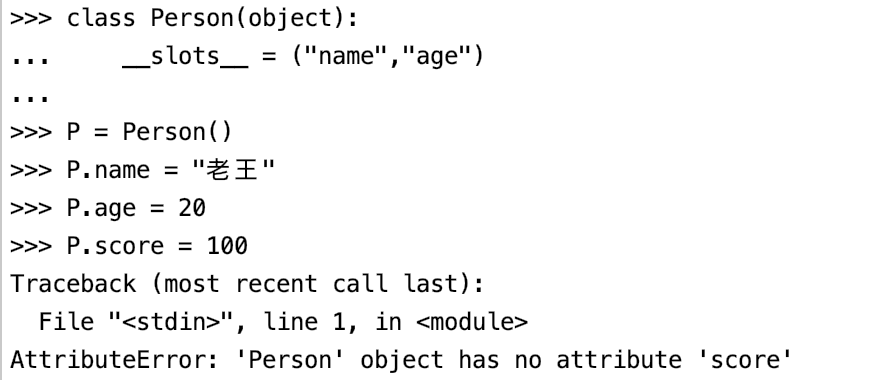 >>> class Person(object):
...     __slots__ = ("name","age")
...
>>> P = Person()
>>> P.name = "老王"
>>> P.age = 20
>>> P.score = 100
Traceback (most recent call last):
  File "<stdin>", line 1, in <module>
AttributeError: 'Person' object has no attribute 'score'